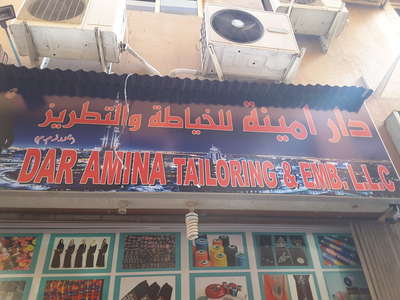 دار امينة للخياطة والتطريز
ذ.م.م
DAR AMINA TAILORING & EMB. L.L.C